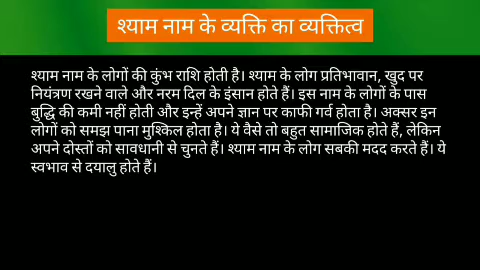 श्याम नाम के व्यक्ति का व्यक्तित्व
श्याम नाम के लोगों की कुंभ राशि होती है। श्याम के लोग प्रतिभावान, खुद पर
नियंत्रण रखने वाले और नरम दिल के इंसान होते हैं। इस नाम के लोगों के पास
बुद्धि की कमी नहीं होती और इन्हें अपने ज्ञान पर काफी गर्व होता है। अक्सर इन
लोगों को समझ पाना मुश्किल होता है। ये वैसे तो बहुत सामाजिक होते हैं, लेकिन
अपने दोस्तों को सावधानी से चुनते हैं। श्याम नाम के लोग सबकी मदद करते हैं। ये
स्वभाव से दयालु होते हैं।